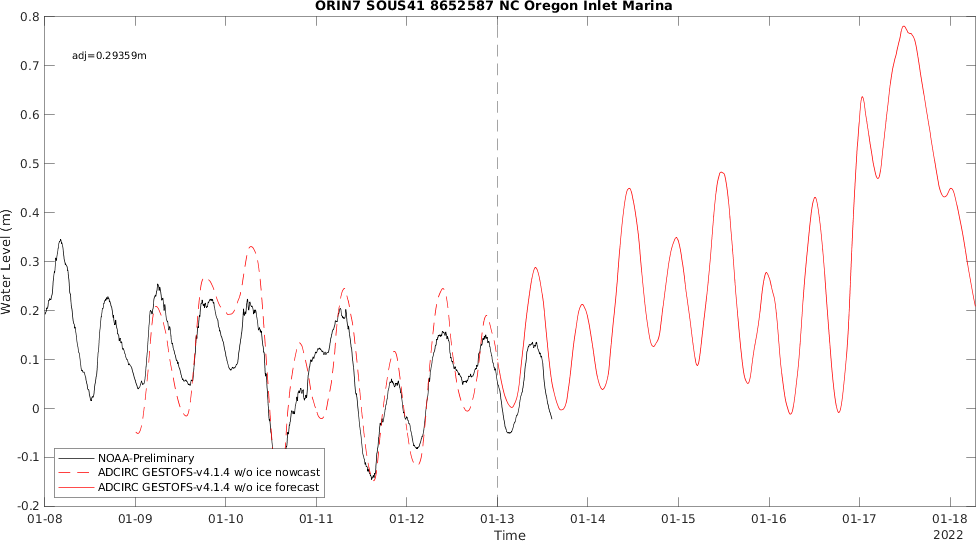 ORIN7 SOUS41 8652587 NC Oregon Inlet Marina
adj=0.29359m
Water Level (m)
0.8
0.7
0.6
0.5
0.4
0.3
0.2
0.1
0
-0.1
-0.2
NOAA-Preliminary
ADCIRC GESTOFS-v4.1.4 w/o ice nowcast
ADCIRC GESTOFS-v4.1.4 w/o ice forecast
01-08 01-09 01-10 01-11 01-12 01-13 01-14 01-15 01-16 01-17 01-18
Time
2022